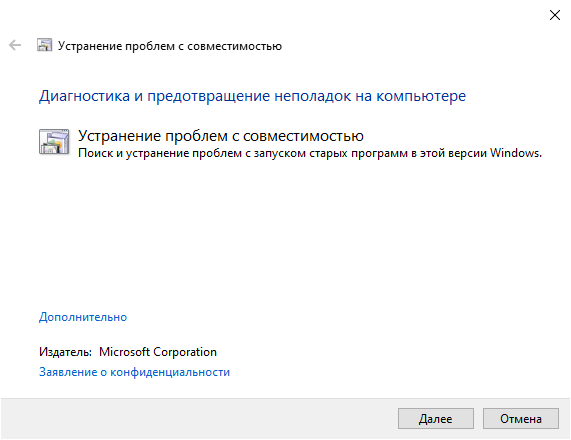 Устранение проблем с совместимостью
Диагностика и предотвращение неполадок на компьютере
Устранение проблем с совместимостью
Поиск и устранение проблем с запуском старых программ в этой версии Windows.
Дополнительно
Издатель: Microsoft Corporation
Заявление о конфиденциальности
Далее
Отмена